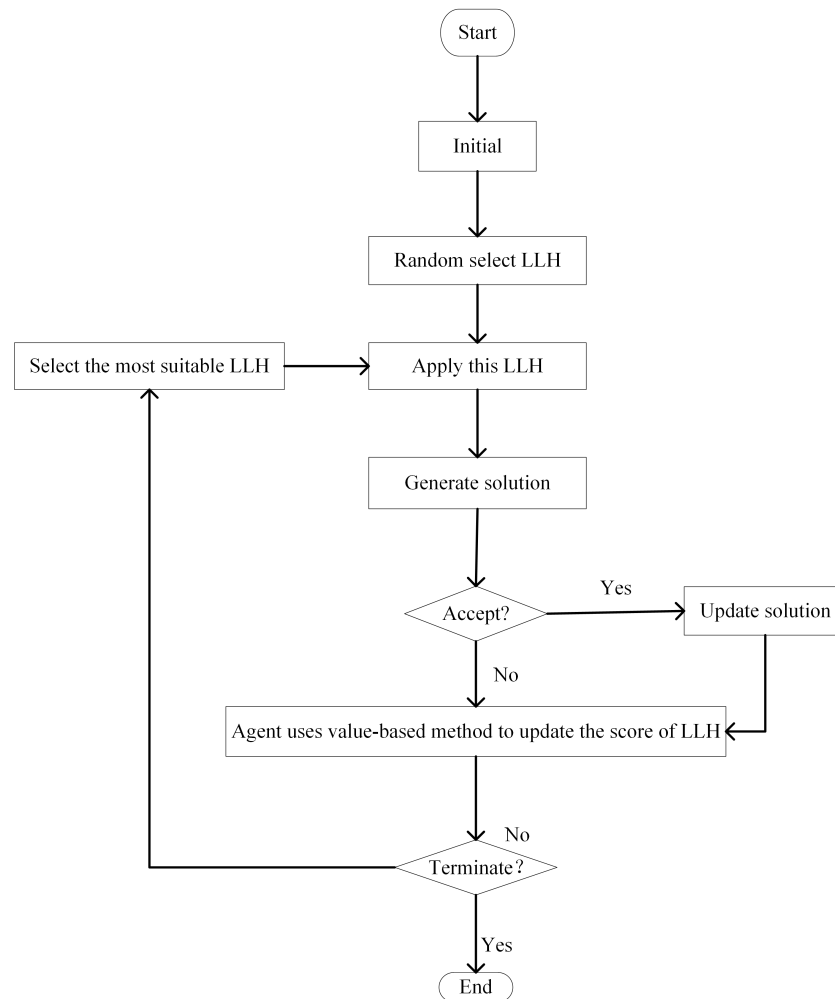 Start
Initial
Random select LLH
Select the most suitable LLH
Apply this LLH
Generate solution
Accept?
Yes
Update solution
No
Agent uses value-based method to update the score of LLH
No
Terminate?
Yes
End